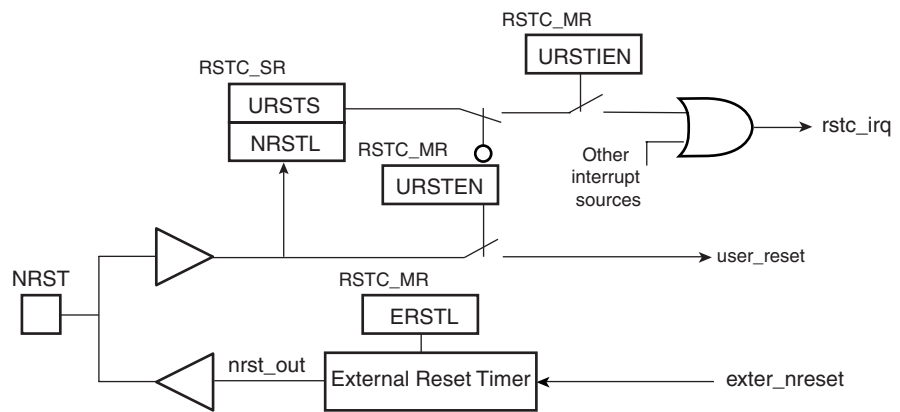 RSTC_MR
URSTIEN
RSTC_SR
URSTS
NRSTL
rstc_irq
RSTC_MR
Other
interrupt
sources
URSTEN
user_reset
NRST
RSTC_MR
ERSTL
nrst_out
External Reset Timer
exter_nreset